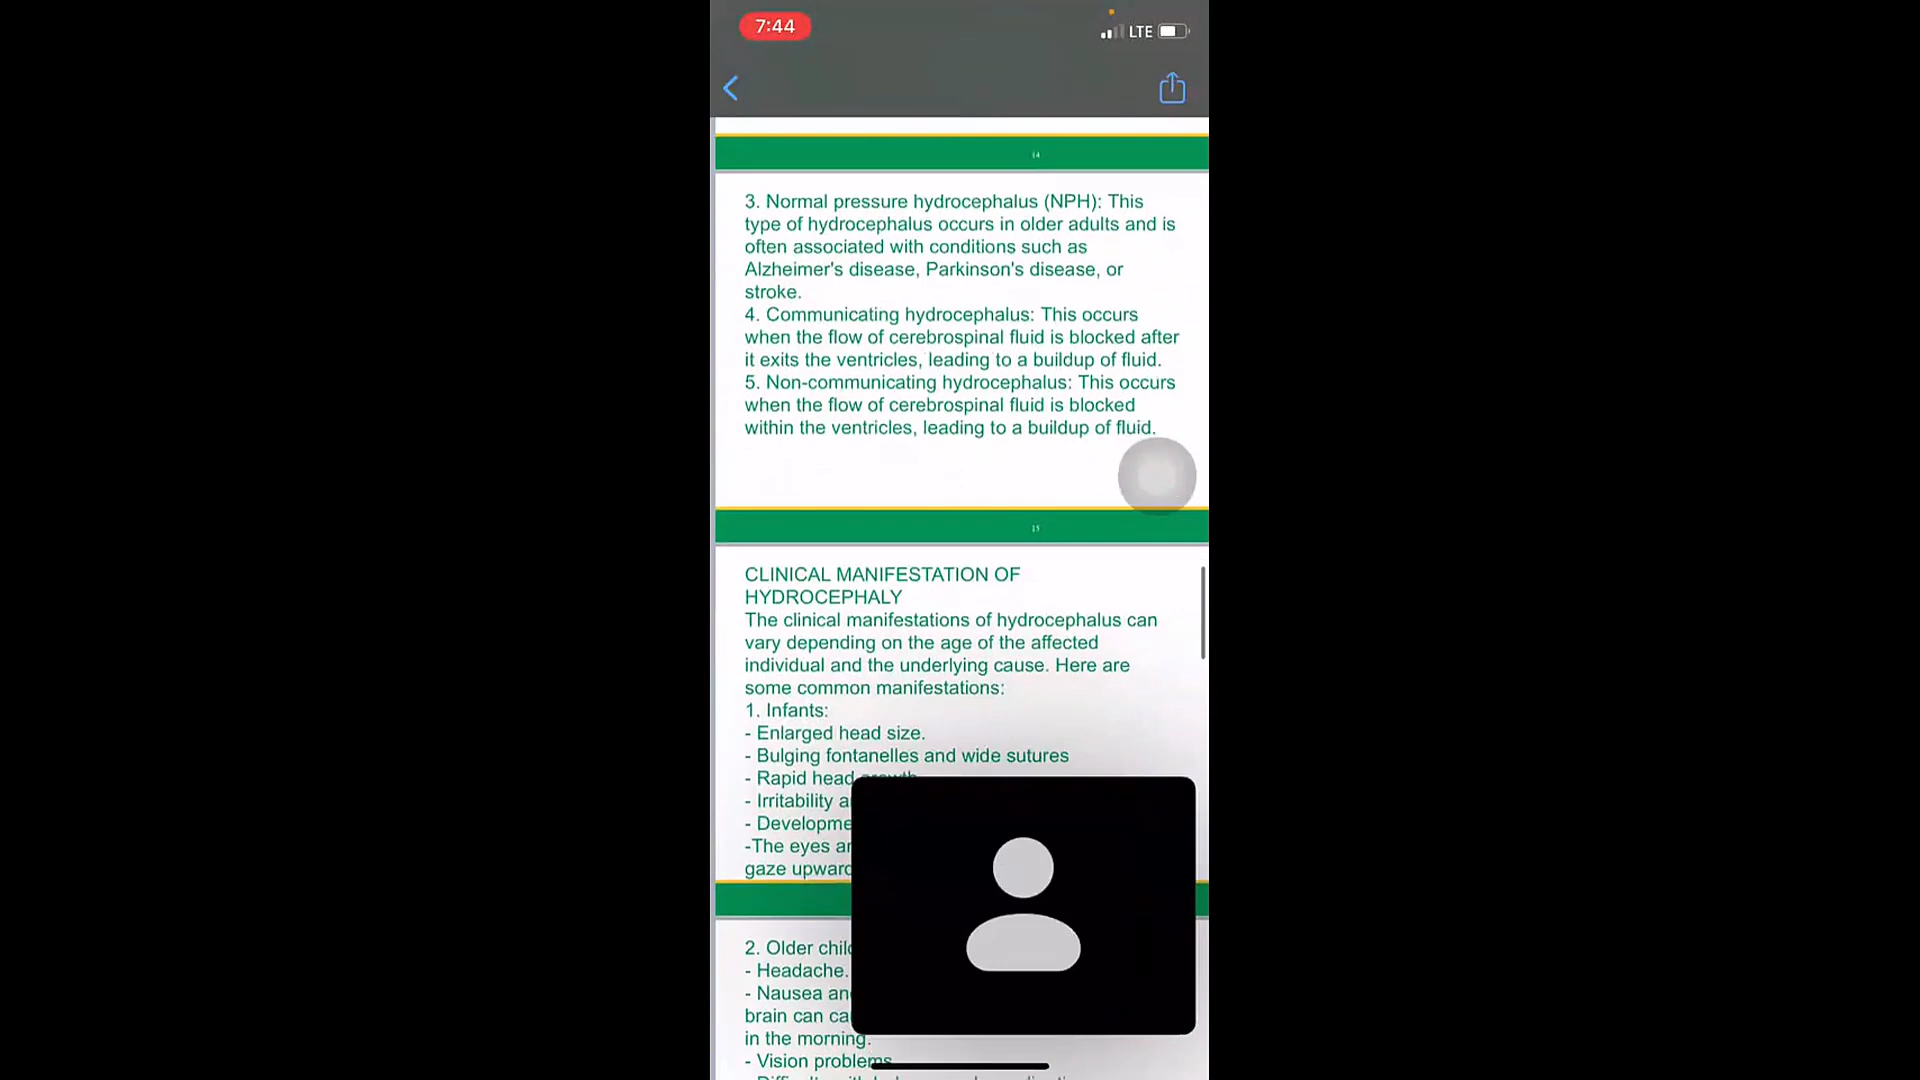 7:44
LTE
14
3. Normal pressure hydrocephalus (NPH): This
type of hydrocephalus occurs in older adults and is
often associated with conditions such as
Alzheimer's disease, Parkinson's disease, or
stroke.
4. Communicating hydrocephalus: This occurs
when the flow of cerebrospinal fluid is blocked after
it exits the ventricles, leading to a buildup of fluid.
5. Non-communicating hydrocephalus: This occurs
when the flow of cerebrospinal fluid is blocked
within the ventricles, leading to a buildup of fluid.
15
CLINICAL MANIFESTATION OF
HYDROCEPHALY
The clinical manifestations of hydrocephalus can
vary depending on the age of the affected
individual and the underlying cause. Here are
some common manifestations:
1. Infants:
- Enlarged head size.
- Bulging fontanelles and wide sutures
- Rapid head growth
- Irritability
-The eyes
gaze
2. Older
- Headache.
- Nausea
brain can
in the morning.
- Vision problems